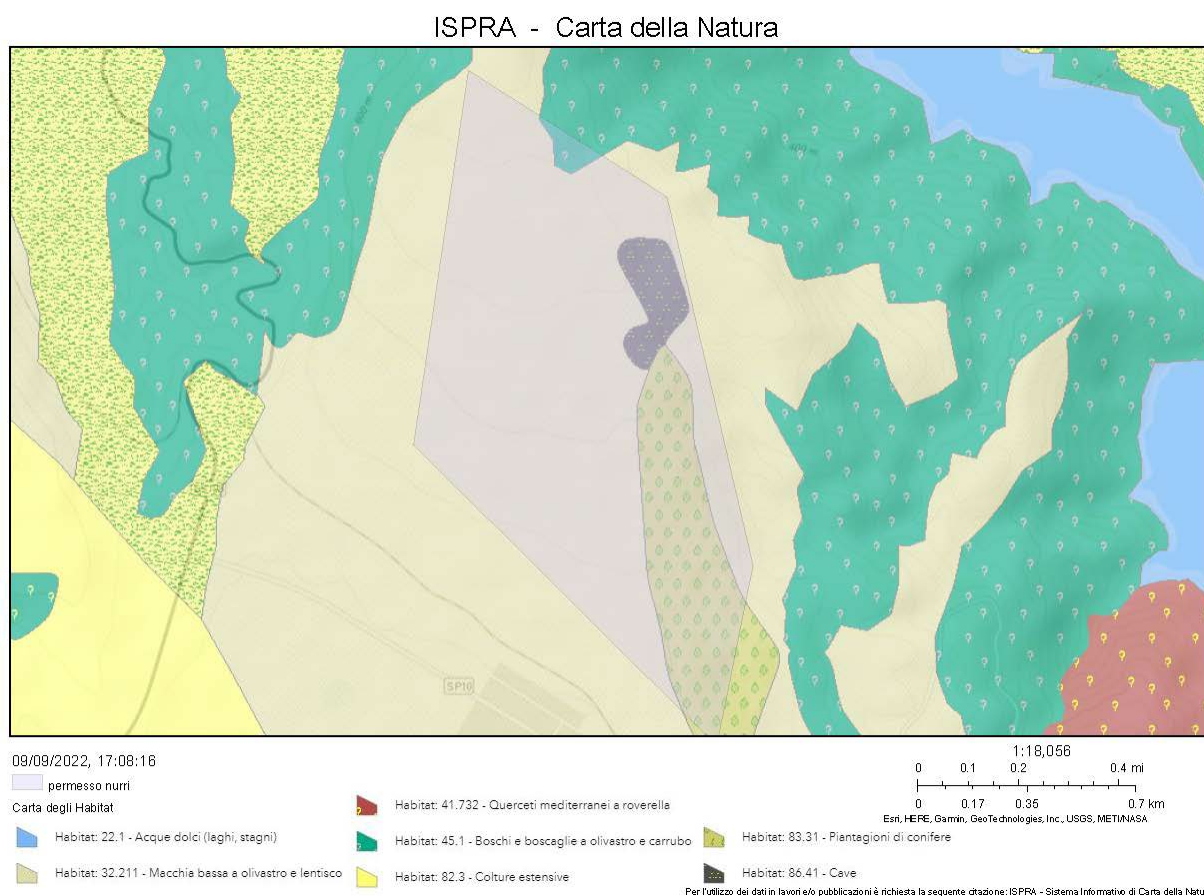 ISPRA - Carta della Natura
600 m
400 m
SP10
09/09/2022, 17:08:16
permesso nurri
Carta degli Habitat
Habitat: 22.1 - Acque dolci (laghi, stagni)
Habitat: 32.211 - Macchia bassa a olivastro e lentisco
Habitat: 41.732 - Querceti mediterranei a roverella
Habitat: 45.1 - Boschi e boscaglie a olivastro e carrubo
Habitat: 82.3 - Colture estensive
Habitat: 83.31 - Piantagioni di conifere
Habitat: 86.41 - Cave
1:18,056
0 0.1 0.2 0.4 mi
0 0.17 0.35 0.7 km
Esri, HERE, Garmin, GeoTechnologies, Inc., USGS, METI/NASA
Per l'utilizzo dei dati in lavori e/o pubblicazioni è richiesta la seguente citazione: ISPRA - Sistema Informativo di Carta della Natu